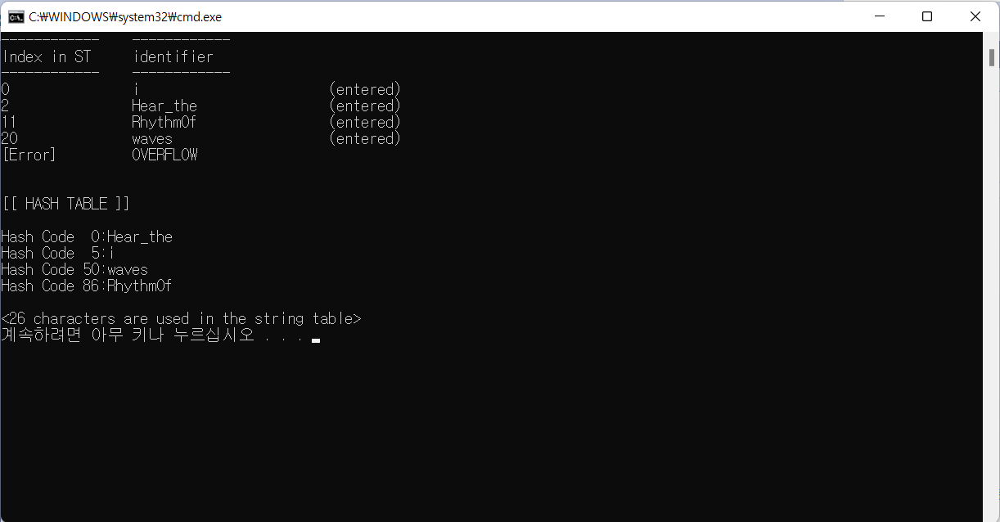 C:\WINDOWS\system32\cmd.exe
------------ ------------
Index in ST identifier
------------ ------------
0 i (entered)
2 Hear_the (entered)
11 RhythmOf (entered)
20 waves (entered)
[Error] OVERFLOW
[[ HASH TABLE ]]
Hash Code 0:Hear_the
Hash Code 5:i
Hash Code 50:waves
Hash Code 86:RhythmOf
<26 characters are used in the string table>
계속하려면 아무 키나 누르십시오 . . .